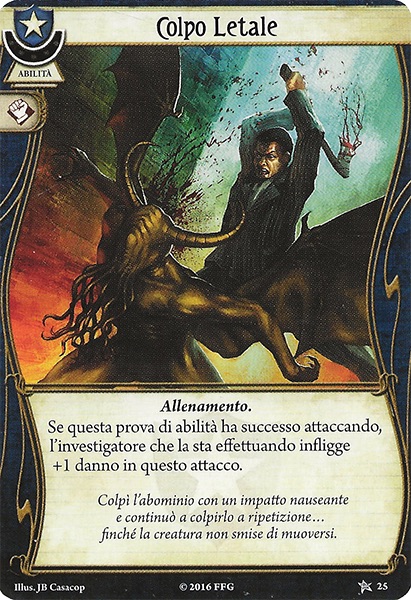 Colpo Letale
ABILITÀ
Allenamento.
Se questa prova di abilità ha successo attaccando,
l'investigatore che la sta effettuando infligge
+1 danno in questo attacco.
Colpì l'abominio con un impatto nauseante
e continuò a colpirlo a ripetizione…
finché la creatura non smise di muoversi.
Illus. JB Casacop
© 2016 FFG
25